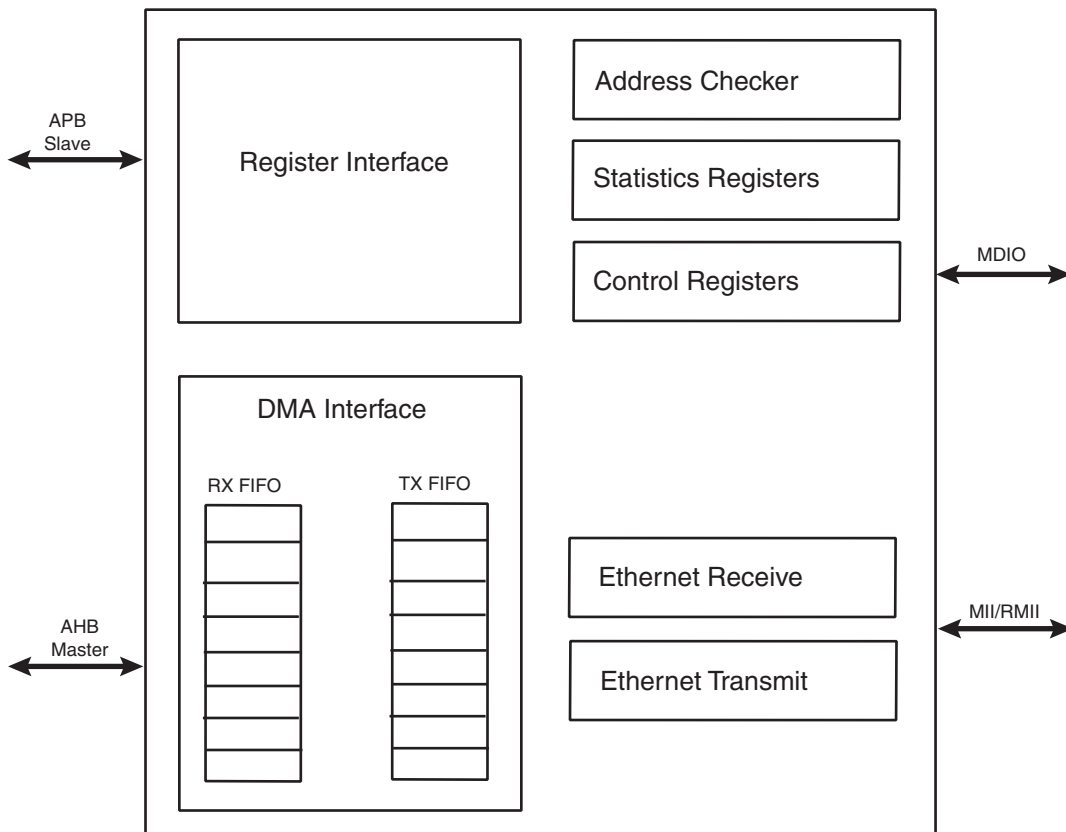 Address Checker
APB
Slave
Register Interface
Statistics Registers
MDIO
Control Registers
DMA Interface
RX FIFO
TX FIFO
Ethernet Receive
MII/RMII
AHB
Master
Ethernet Transmit